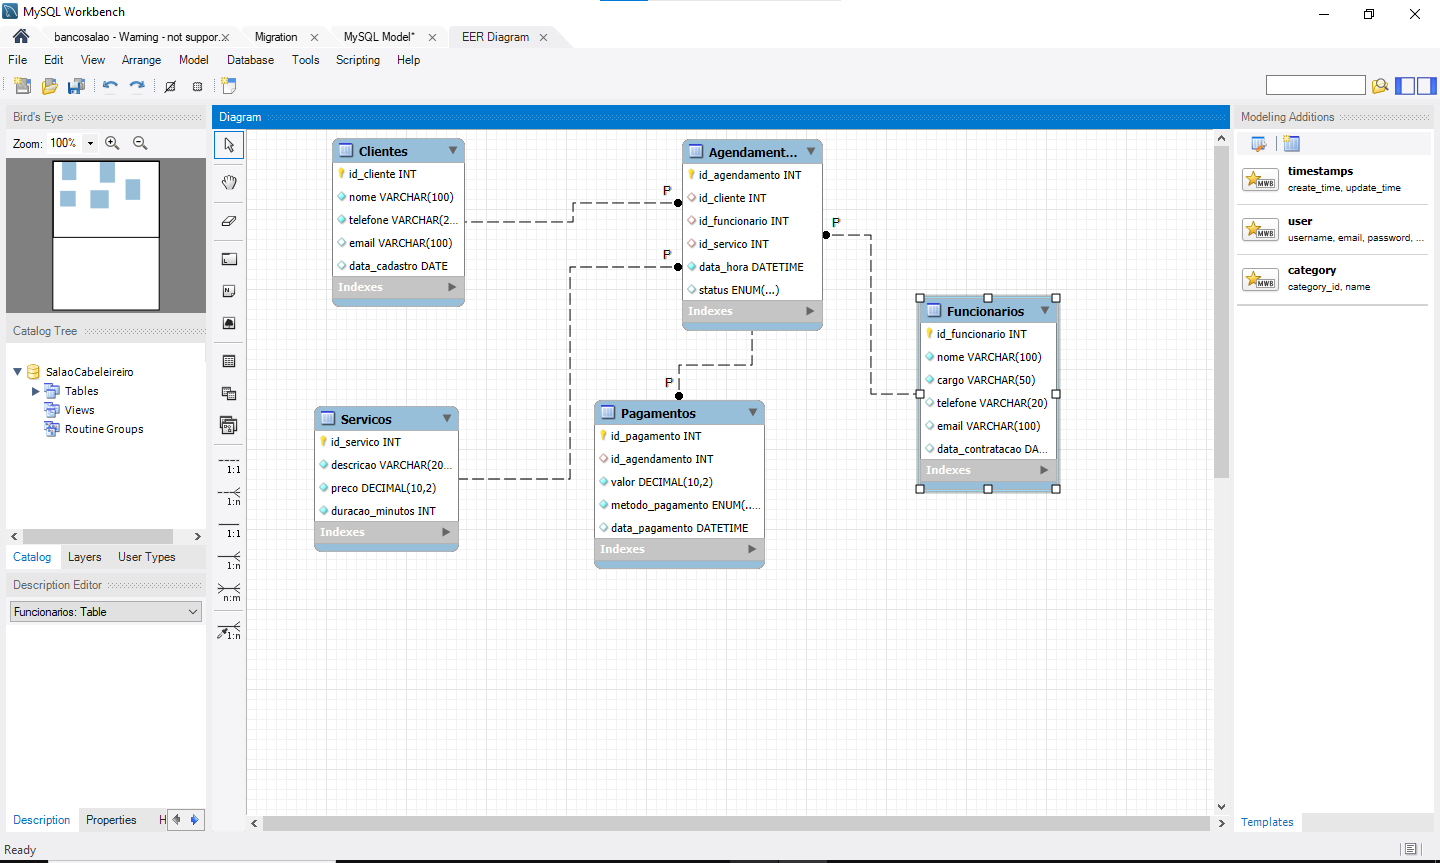 MySQL Workbench
bancosalao - Warning - not suppor...
Migration
MySQL Model*
EER Diagram
File Edit View Arrange Model Database Tools Scripting Help
Bird's Eye
Zoom: 100%
Catalog Tree
SalaoCabeleireiro
Tables
Views
Routine Groups
Catalog Layers User Types
Description Editor
Funcionarios: Table
Description Properties H
Ready
1:1
1:n
1:1
1:n
n:m
1:n
Diagram
Clientes
id_cliente INT
nome VARCHAR(100)
telefone VARCHAR(2...
email VARCHAR(100)
data_cadastro DATE
Indexes
Agendament...
id_agendamento INT
id_cliente INT
id_funcionario INT
id_servico INT
data_hora DATETIME
status ENUM(...)
Indexes
P
P
P
P
Funcionarios
id_funcionario INT
nome VARCHAR(100)
cargo VARCHAR(50)
telefone VARCHAR(20)
email VARCHAR(100)
data_contratacao DA...
Indexes
Servicos
id_servico INT
descricao VARCHAR(20...
preco DECIMAL(10,2)
duracao_minutos INT
Indexes
Pagamentos
id_pagamento INT
id_agendamento INT
valor DECIMAL(10,2)
metodo_pagamento ENUM(...
data_pagamento DATETIME
Indexes
Modeling Additions
MWB
timestamps
create_time, update_time
MWB
user
username, email, password, ...
MWB
category
category_id, name
Templates